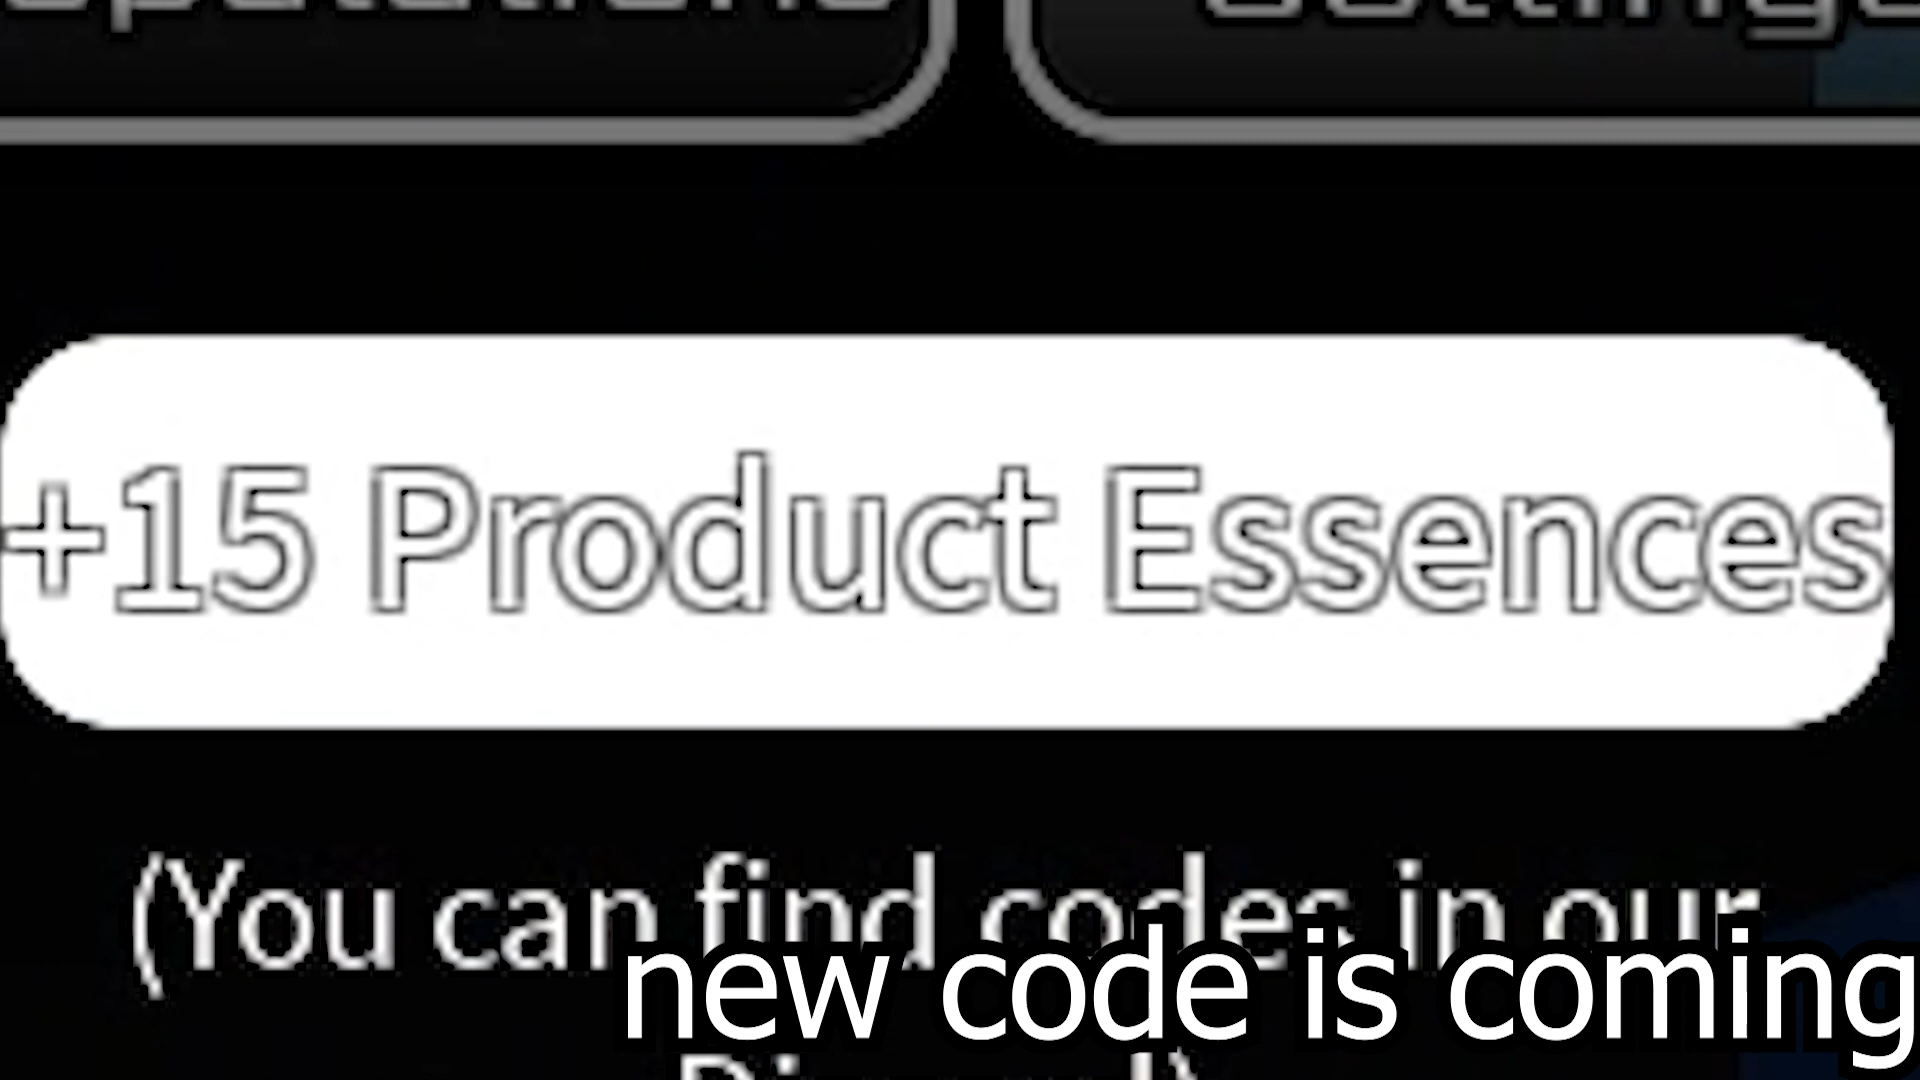 +15 Product Essences
(You can find codes in our
new code is coming